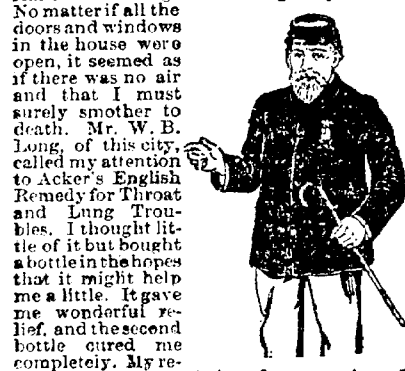 No matter if all the
doors and windows
in the house were
open, it seemed as
if there was no air
and that I must
surely smother to
death. Mr. W. B.
Long, of this city,
called my attention
to Acker's English
Remedy for Throat
and Lung Trou-
bles. I thought lit-
tle of it but bought
a bottle in the hopes
that it might help
me a little. It gave
me wonderful re-
lief, and the second
bottle cured me
completely. My re-